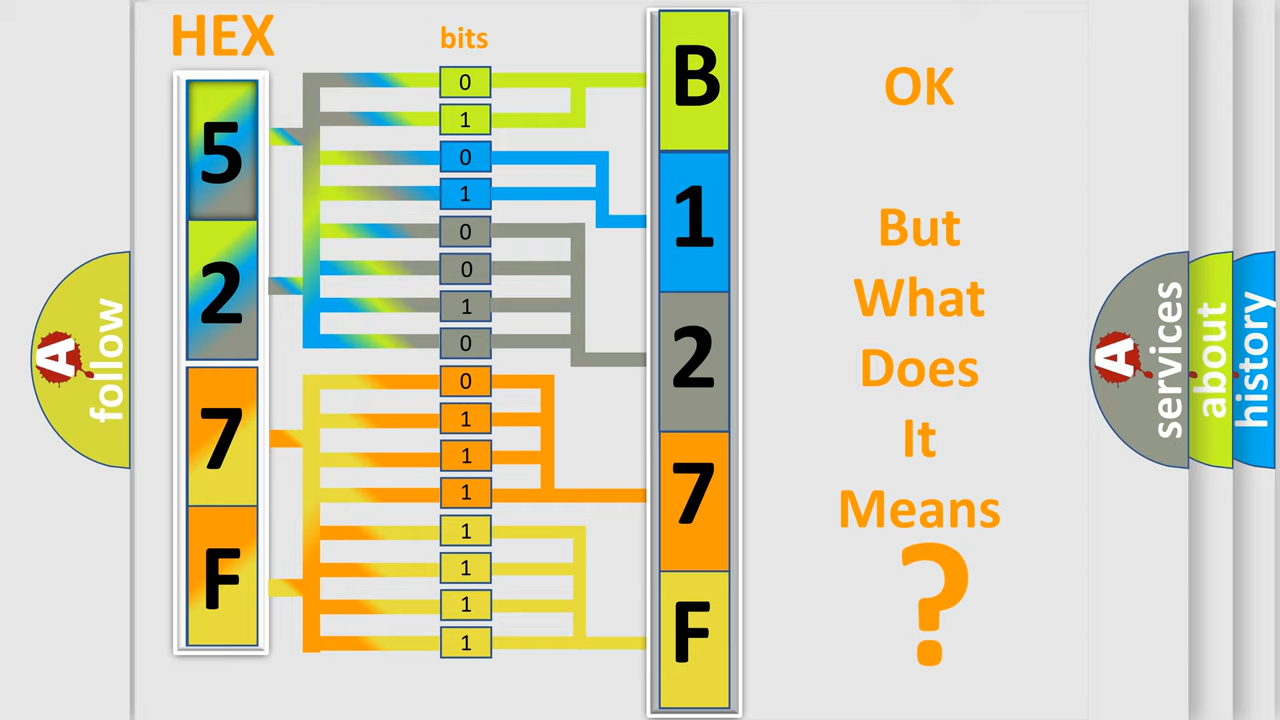 HEX
bits
5
2
7
F
0
1
0
1
0
0
1
0
0
1
1
1
1
1
1
1
B
1
2
7
F
OK
But
What
Does
It
Means
?
A
follow
A
services
about
history